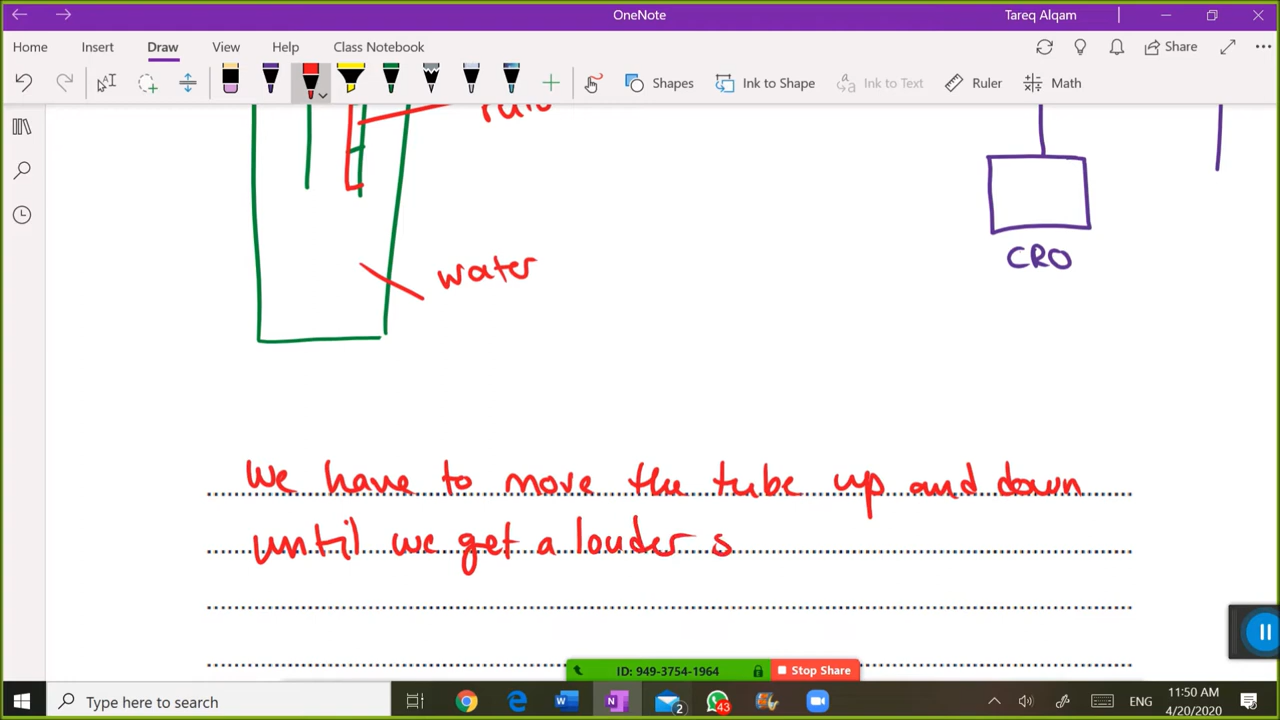 OneNote
Tareq Alqam
Home Insert Draw View Help Class Notebook
Share
Shapes Ink to Shape Ink to Text Ruler Math
water
CRO
We have to move the tube up and down
until we get a louder s
ID: 949-3754-1964 Stop Share
Type here to search
2
43
ENG
11:50 AM
4/20/2020